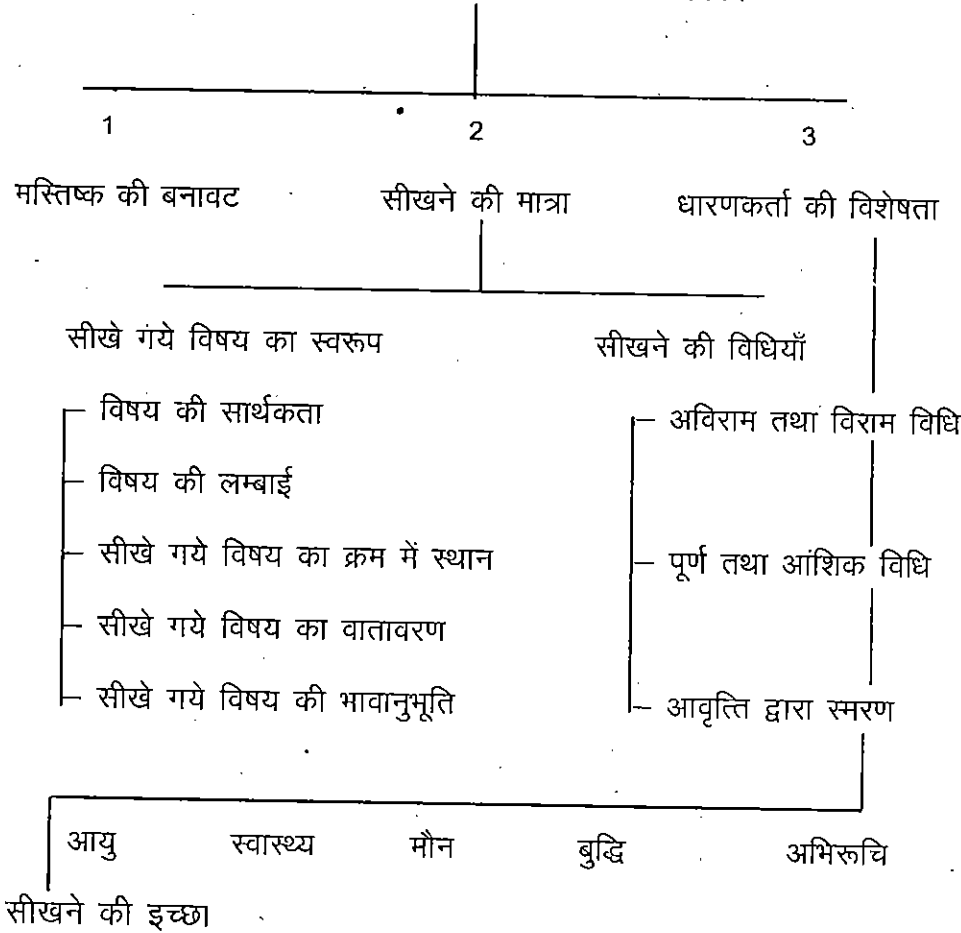 1 2 3
मस्तिष्क की बनावट सीखने की मात्रा धारणकर्ता की विशेषता
सीखे गये विषय का स्वरूप सीखने की विधियाँ
विषय की सार्थकता अविराम तथा विराम विधि
विषय की लम्बाई
सीखे गये विषय का क्रम में स्थान पूर्ण तथा आंशिक विधि
सीखे गये विषय का वातावरण
सीखे गये विषय की भावानुभूति आवृत्ति द्वारा स्मरण
आयु स्वास्थ्य मौन बुद्धि अभिरूचि
सीखने की इच्छा